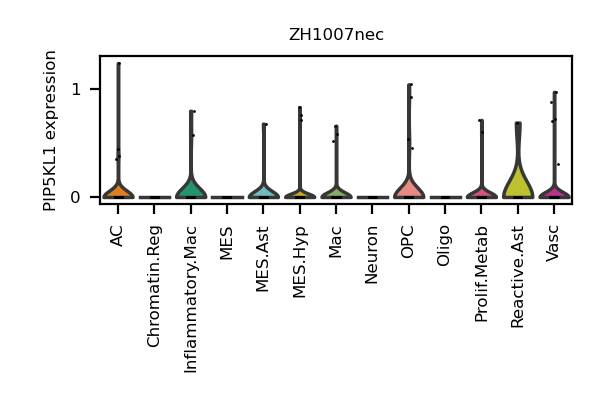 ZH1007nec
PIP5KL1 expression
1
0
AC
Chromatin.Reg
Inflammatory.Mac
MES
MES.Ast
MES.Hyp
Mac
Neuron
OPC
Oligo
Prolif.Metab
Reactive.Ast
Vasc